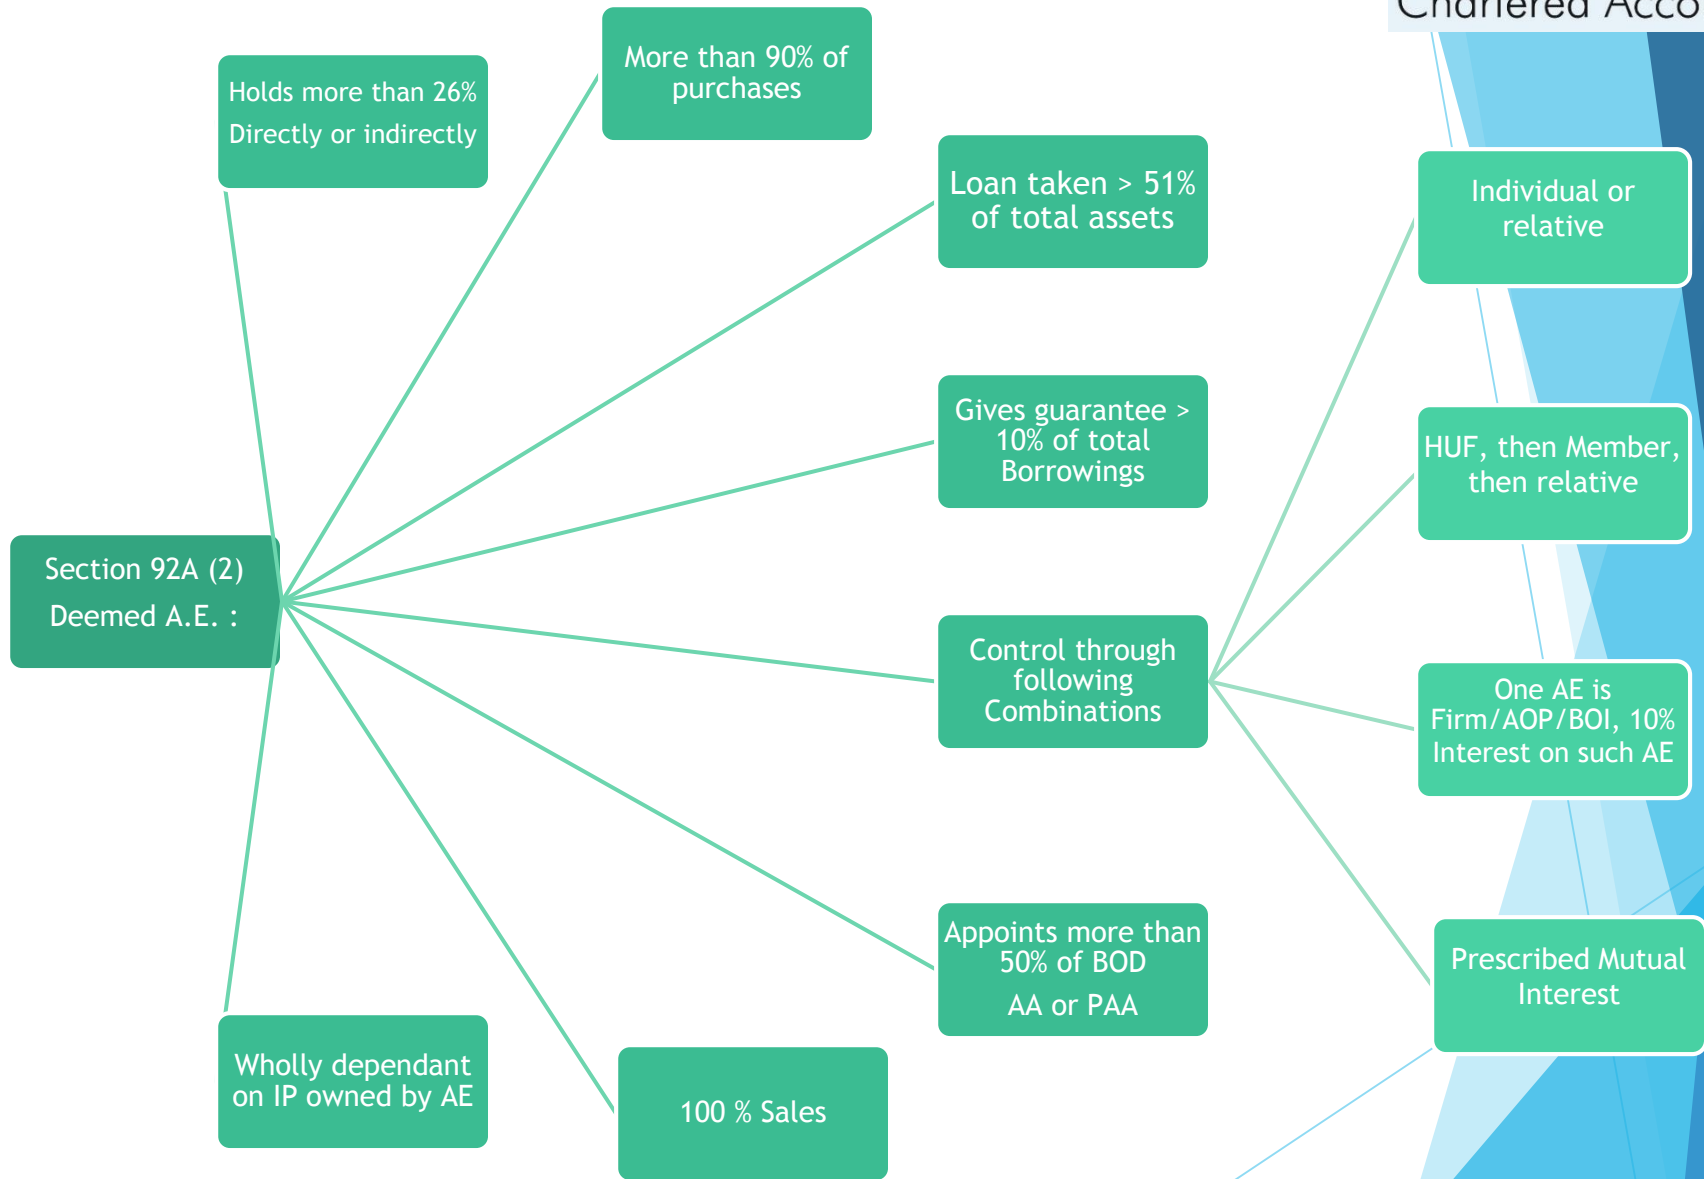 Chartered Acco
Holds more than 26%
Directly or indirectly
More than 90% of
purchases
Loan taken > 51%
of total assets
Gives guarantee >
10% of total
Borrowings
Section 92A (2)
Deemed A.E. :
Control through
following
Combinations
Individual or
relative
HUF, then Member,
then relative
One AE is
Firm/AOP/BOI, 10%
Interest on such AE
Prescribed Mutual
Interest
Appoints more than
50% of BOD
AA or PAA
Wholly dependant
on IP owned by AE
100 % Sales